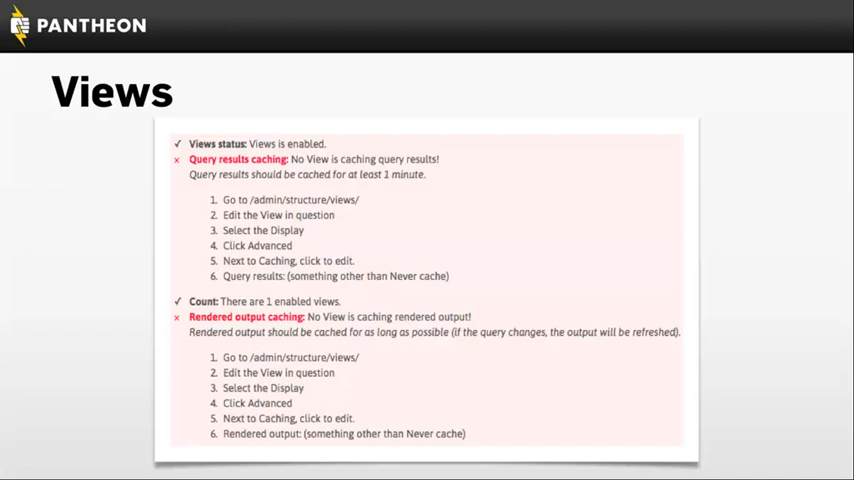 PANTHEON
Views
✓ Views status: Views is enabled.
× Query results caching: No View is caching query results!
Query results should be cached for at least 1 minute.
1. Go to /admin/structure/views/
2. Edit the View in question
3. Select the Display
4. Click Advanced
5. Next to Caching, click to edit.
6. Query results: (something other than Never cache)
✓ Count: There are 1 enabled views.
× Rendered output caching: No View is caching rendered output!
Rendered output should be cached for as long as possible (if the query changes, the output will be refreshed).
1. Go to /admin/structure/views/
2. Edit the View in question
3. Select the Display
4. Click Advanced
5. Next to Caching, click to edit.
6. Rendered output: (something other than Never cache)